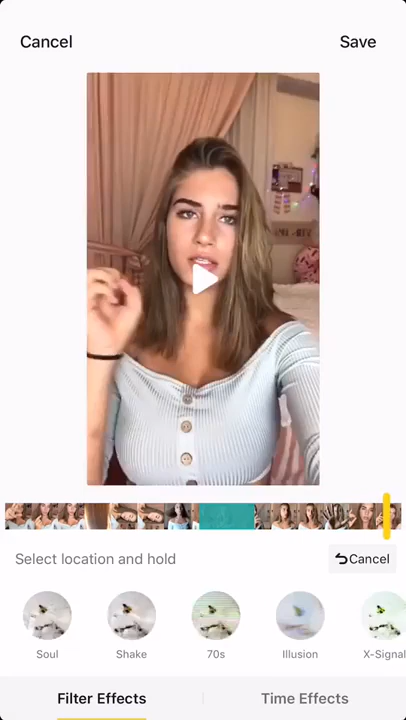 Cancel
Save
Select location and hold
Cancel
Soul
Shake
70s
Illusion
X-Signal
Filter Effects
Time Effects